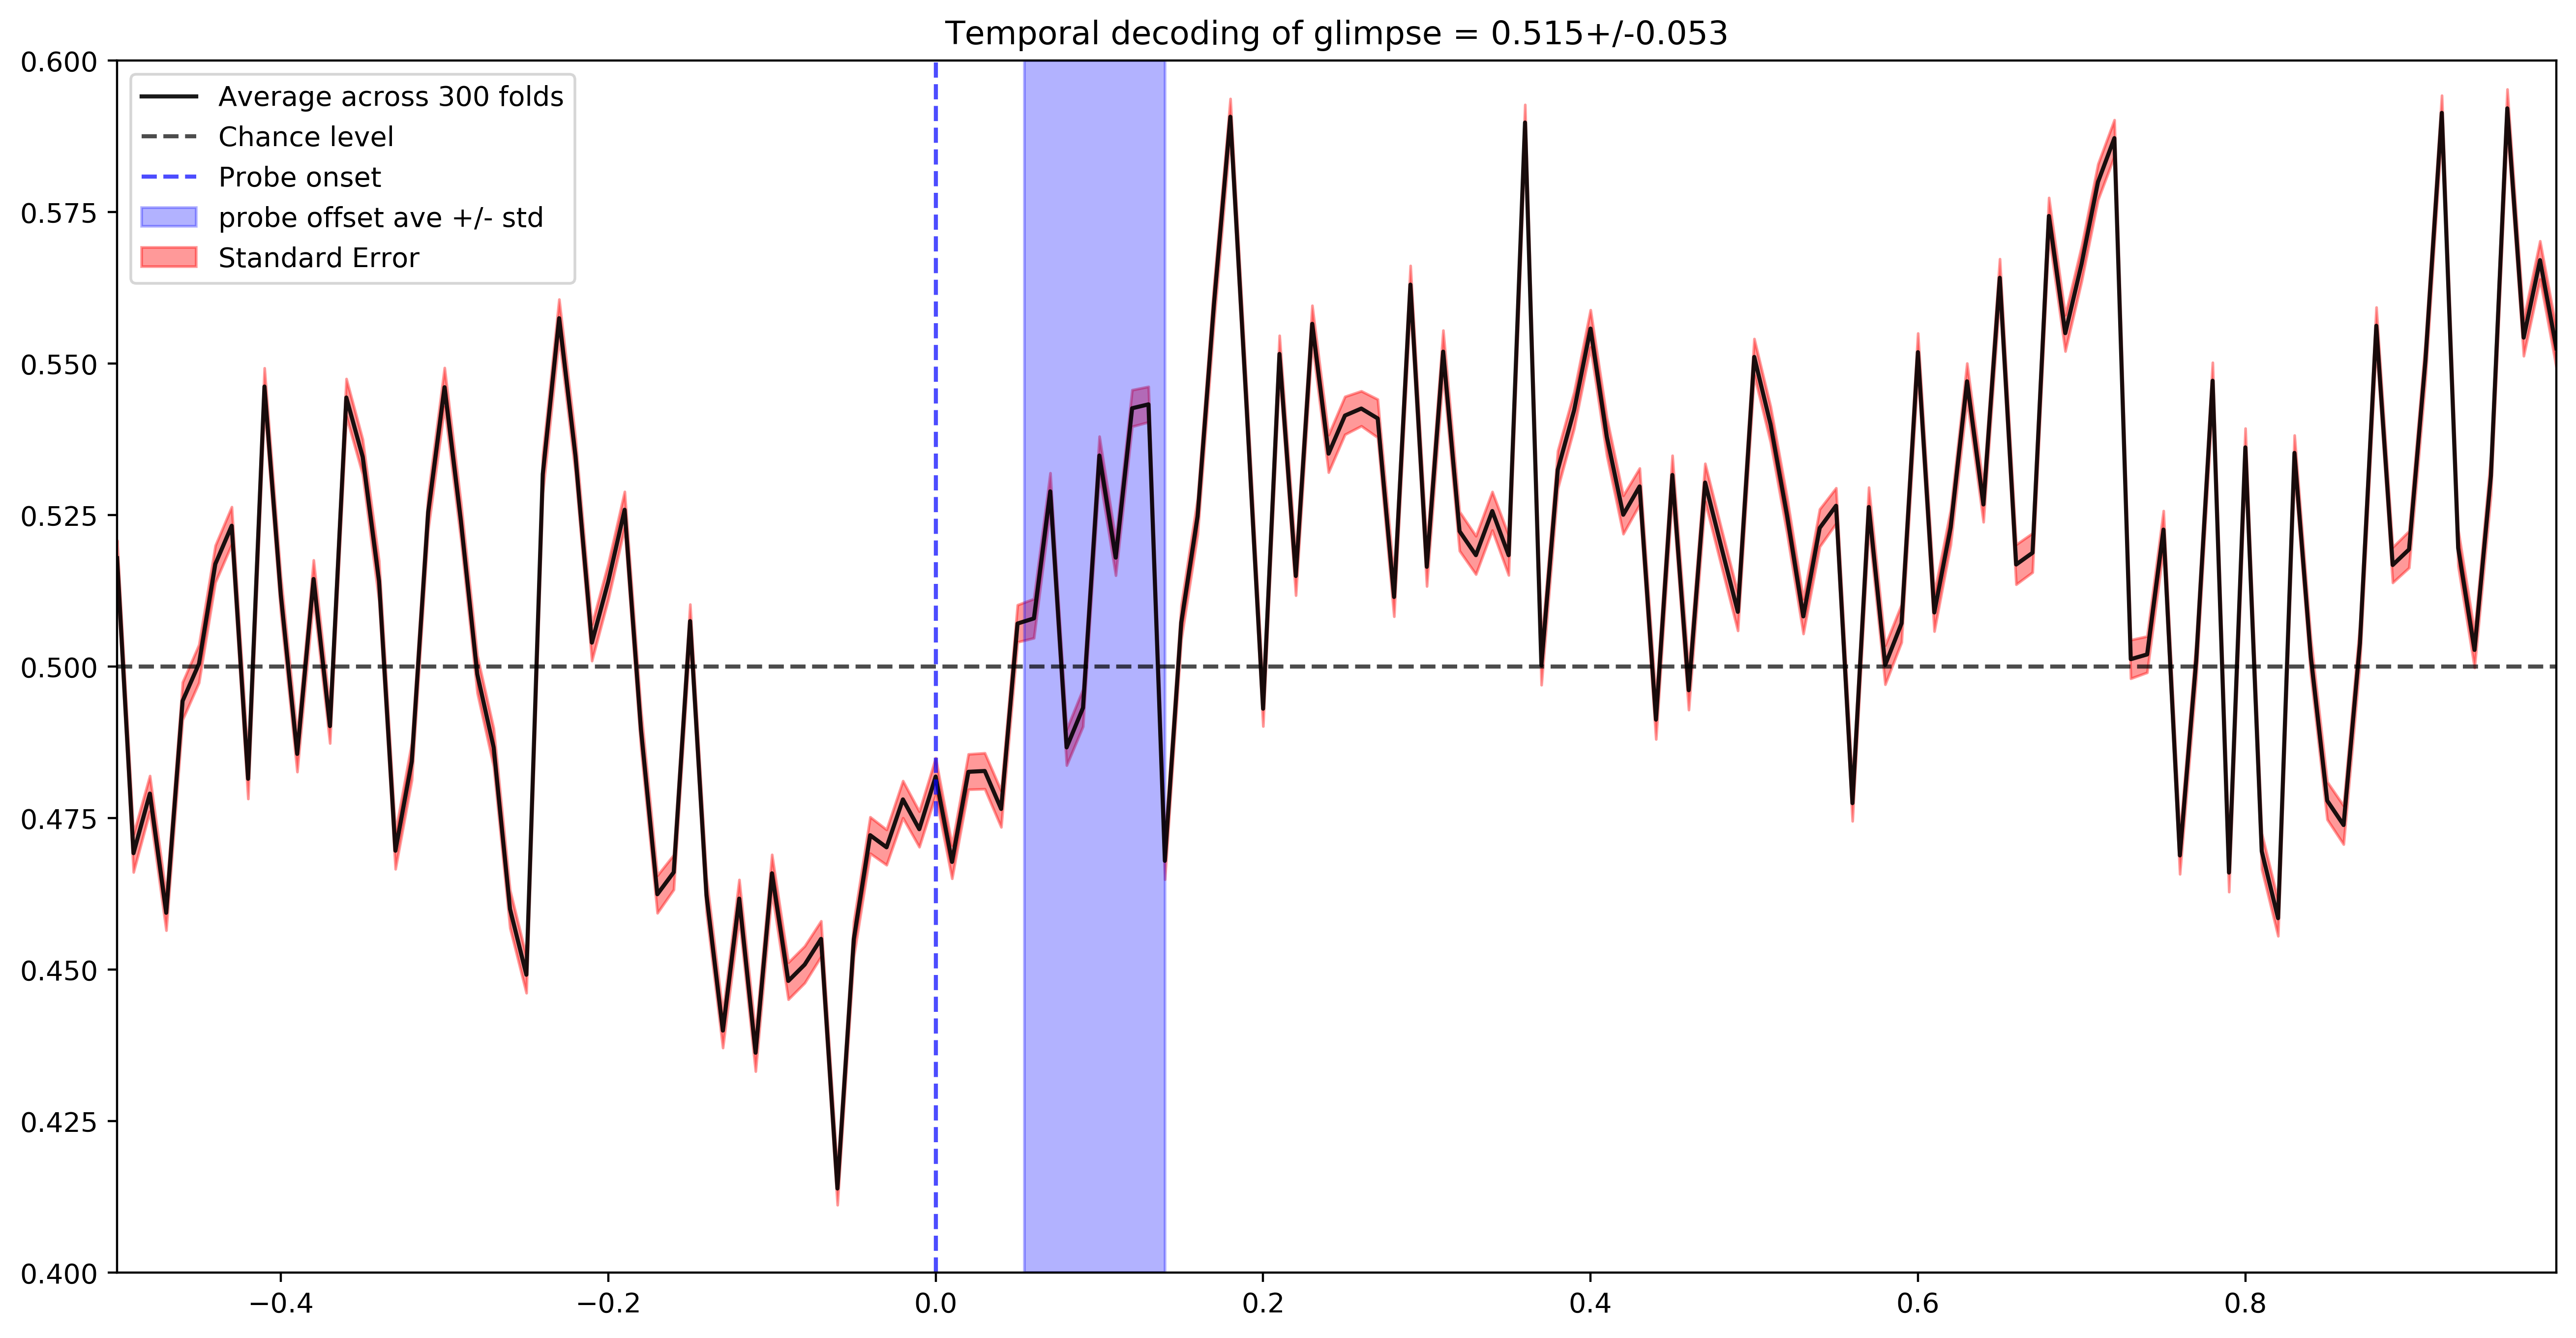 Temporal decoding of glimpse = 0.515+/-0.053
0.600
0.575
0.550
0.525
0.500
0.475
0.450
0.425
0.400
Average across 300 folds
Chance level
Probe onset
probe offset ave +/- std
Standard Error
−0.4 −0.2 0.0 0.2 0.4 0.6 0.8